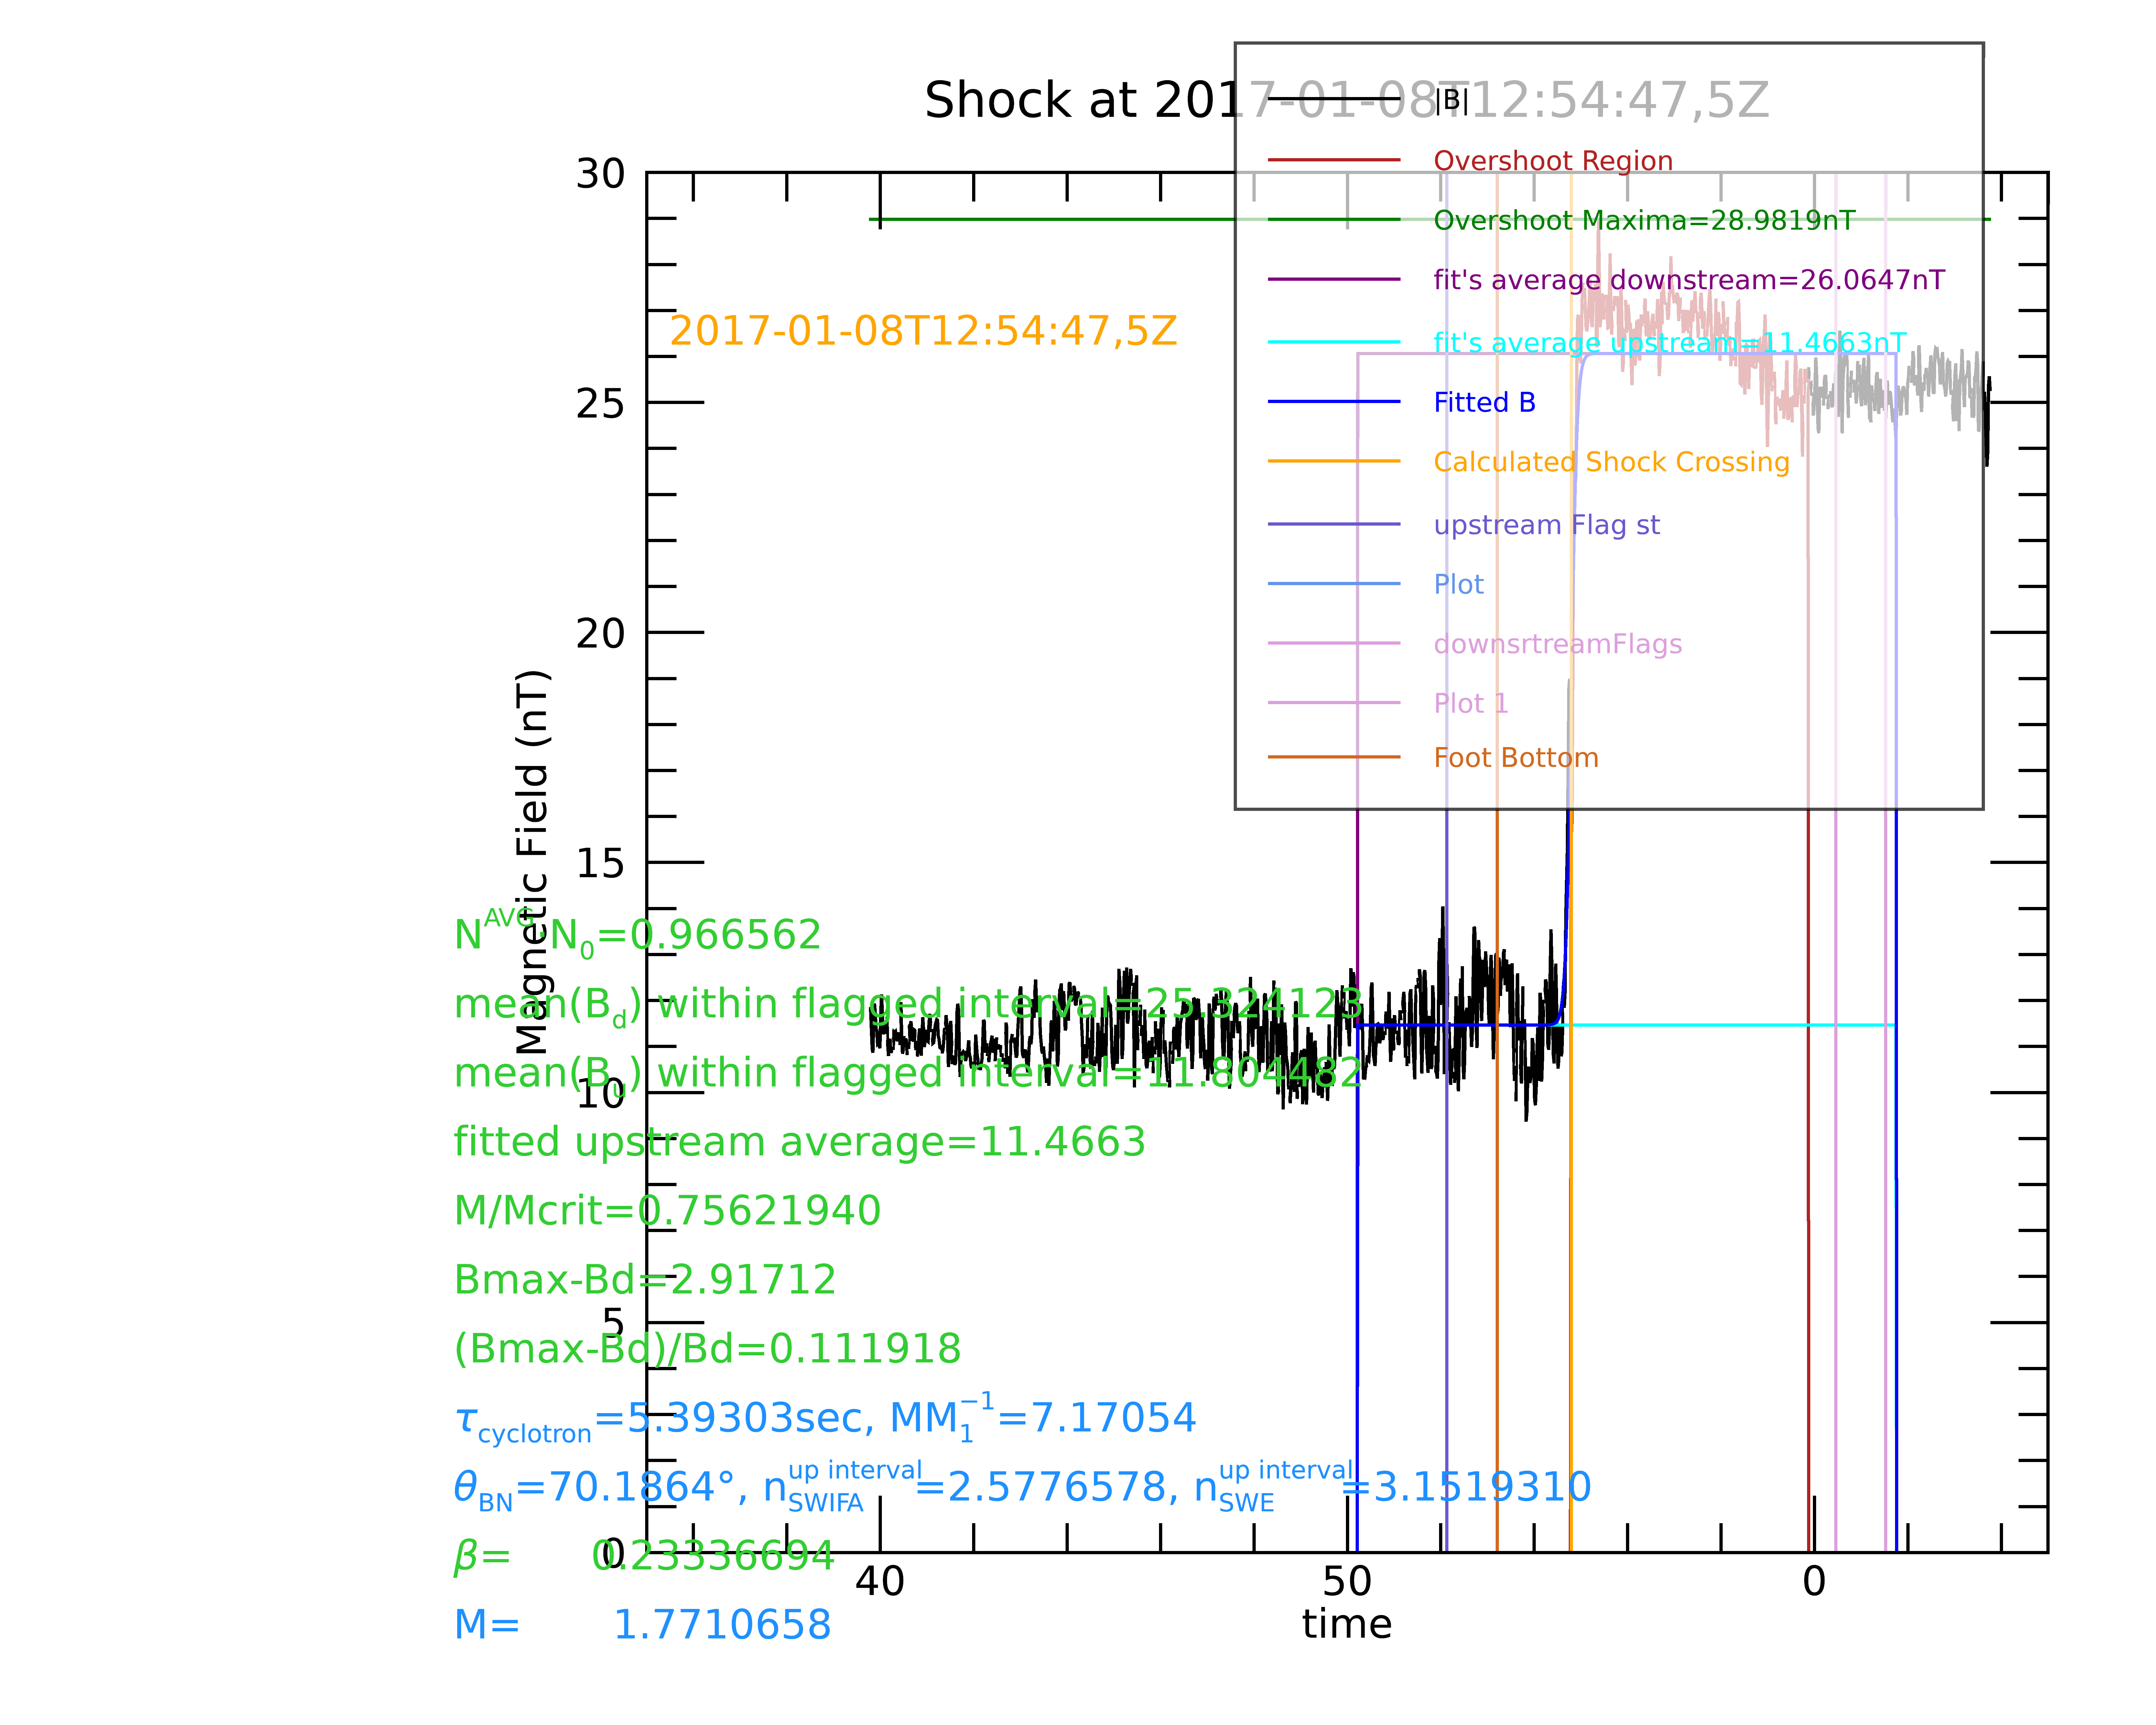 Shock at 2017-01-08T12:54:47,5Z
|B|
Overshoot Region
Overshoot Maxima=28.9819nT
fit's average downstream=26.0647nT
fit's average upstream=11.4663nT
Fitted B
Calculated Shock Crossing
upstream Flag st
Plot
downsrtreamFlags
Plot 1
Foot Bottom
2017-01-08T12:54:47,5Z
30
25
20
15
10
5
0
Magnetic Field (nT)
N^AVG·N_0=0.966562
mean(B_d) within flagged interval=25.324123
mean(B_u) within flagged interval=11.804482
fitted upstream average=11.4663
M/Mcrit=0.75621940
Bmax-Bd=2.91712
(Bmax-Bd)/Bd=0.111918
τ_cyclotron=5.39303sec, MM_1^−1=7.17054
θ_BN=70.1864°, n_SWIFA^up interval=2.5776578, n_SWE^up interval=3.1519310
β= 0.23336694
M= 1.7710658
40 50 0
time